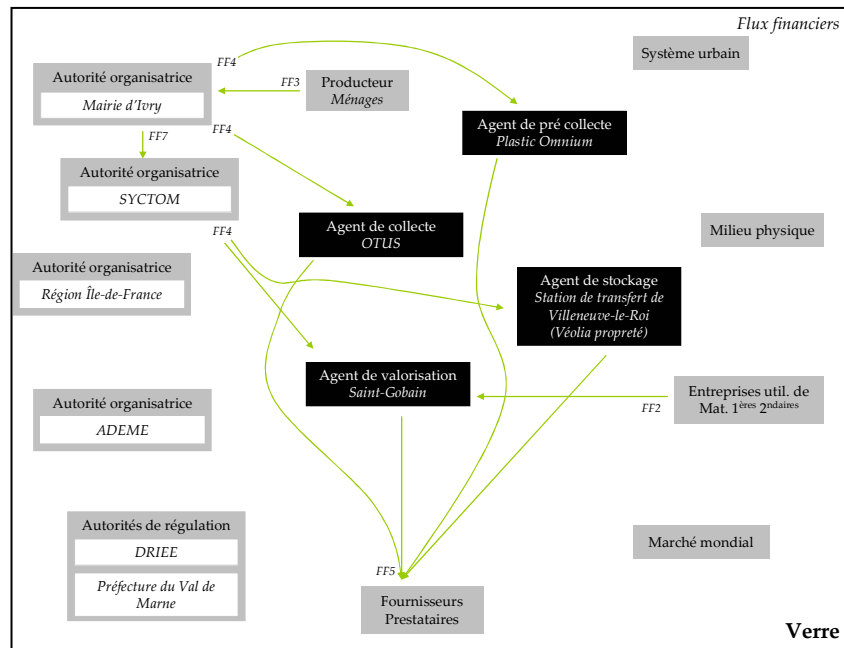 Flux financiers
Système urbain
FF4
Autorité organisatrice
Mairie d'Ivry
FF3
Producteur
Ménages
FF7
FF4
Agent de pré collecte
Plastic Omnium
Autorité organisatrice
SYCTOM
FF4
Agent de collecte
OTUS
Milieu physique
Autorité organisatrice
Région Île-de-France
Agent de stockage
Station de transfert de
Villeneuve-le-Roi
(Véolia propreté)
Agent de valorisation
Saint-Gobain
Entreprises util. de
Mat. 1ères 2ndaires
FF2
Autorité organisatrice
ADEME
Autorités de régulation
DRIEE
Préfecture du Val de
Marne
Marché mondial
FF5
Fournisseurs
Prestataires
Verre